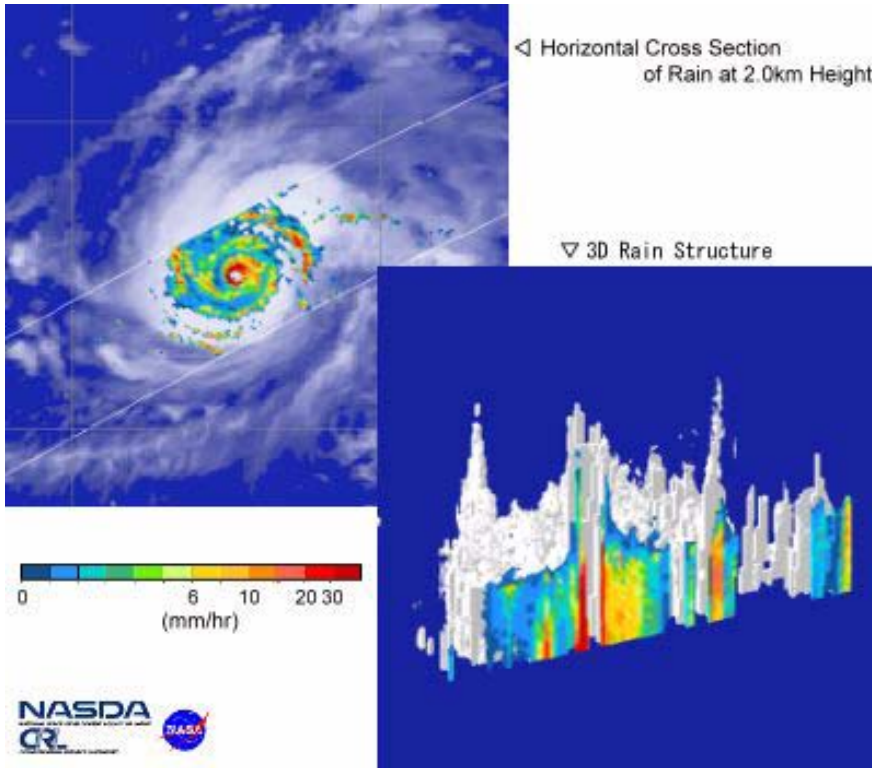 ◁ Horizontal Cross Section
of Rain at 2.0km Height
▽ 3D Rain Structure
0 6 10 20 30
(mm/hr)
NASDA
CRL
NASA